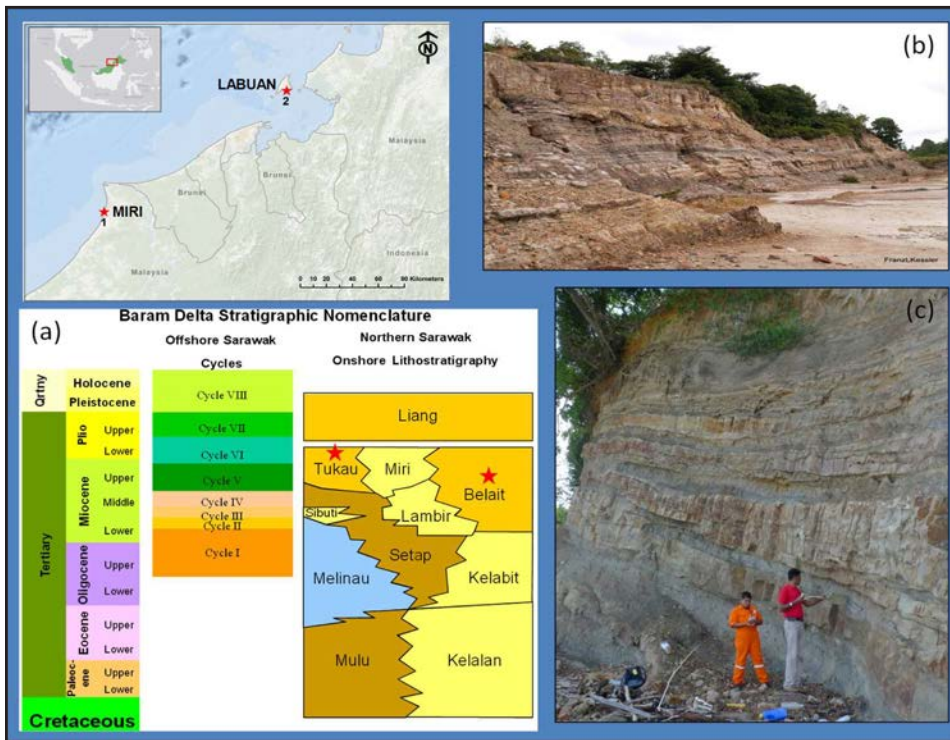 LABUAN
2
N
Malaysia
Brunei
Brunei
MIRI
1
Malaysia
Indonesia
0 10 20 40 60 80 Kilometers
(b)
FranzLKessler
(a)
Baram Delta Stratigraphic Nomenclature
Offshore Sarawak
Cycles
Northern Sarawak
Onshore Lithostratigraphy
Qrtny
Holocene
Pleistocene
Tertiary
Plio
Upper
Lower
Miocene
Upper
Middle
Lower
Oligocene
Upper
Lower
Eocene
Upper
Lower
Paleoc-
ene
Upper
Lower
Cretaceous
Cycle VIII
Cycle VII
Cycle VI
Cycle V
Cycle IV
Cycle III
Cycle II
Cycle I
Liang
Tukau
Miri
Belait
Sibuti
Lambir
Setap
Melinau
Kelabit
Mulu
Kelalan
(c)